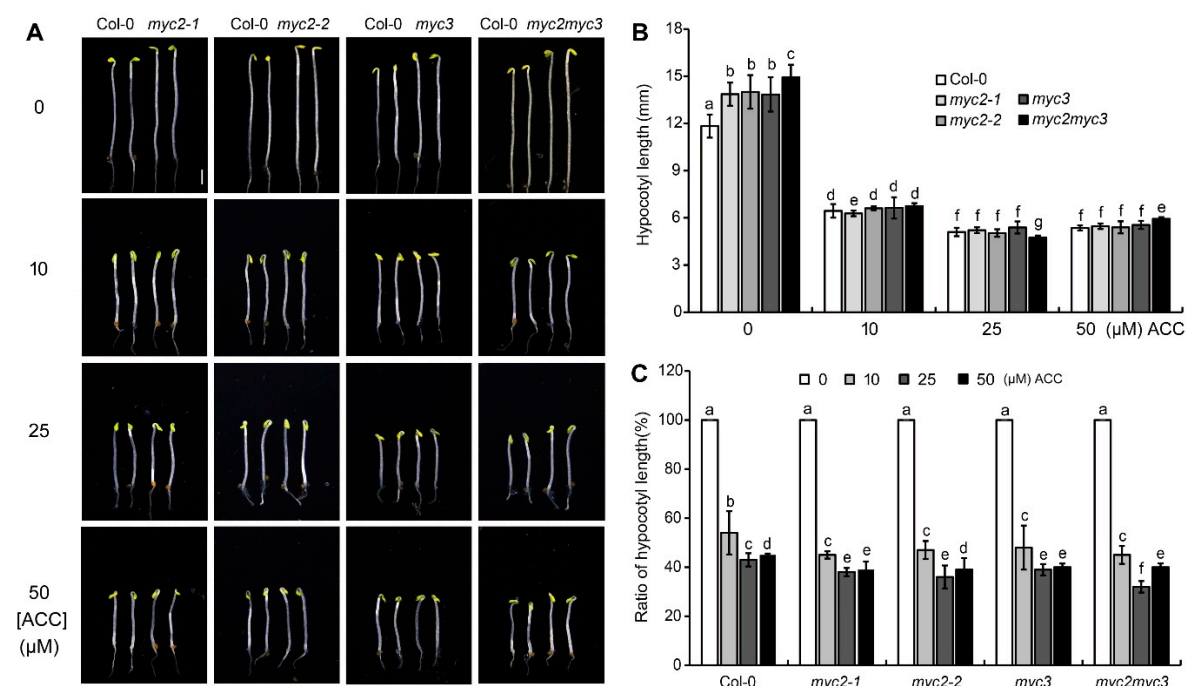 A
Col-0 myc2-1 Col-0 myc2-2 Col-0 myc3 Col-0 myc2myc3
0
10
25
50
[ACC]
(μM)
B
Hypocotyl length (mm)
18
15
12
9
6
3
0
Col-0
myc2-1 myc3
myc2-2 myc2myc3
a b b b c
d e d d d
f f f f g
f f f f e
0 10 25 50 (μM) ACC
C
Ratio of hypocotyl length(%)
120
100
80
60
40
20
0
0 10 25 50 (μM) ACC
a b c d
a c e e
a c e d
a c e e
a c f e
Col-0 myc2-1 myc2-2 myc3 myc2myc3